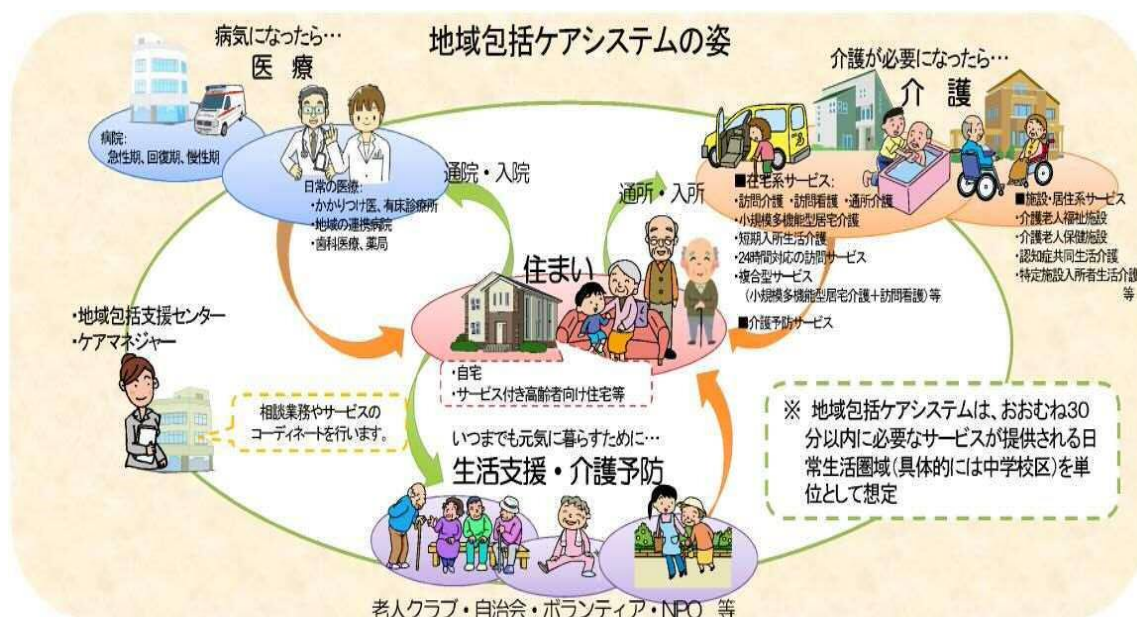 地域包括ケアシステムの姿
病気になったら…
医 療
病院:
急性期、回復期、慢性期
日常の医療:
・かかりつけ医、有床診療所
・地域の連携病院
・歯科医療、薬局
通院・入院
通所・入所
介護が必要になったら…
介 護
■在宅系サービス:
・訪問介護 ・訪問看護 ・通所介護
・小規模多機能型居宅介護
・短期入所生活介護
・24時間対応の訪問サービス
・複合型サービス
(小規模多機能型居宅介護+訪問看護)等
■介護予防サービス
■施設・居住系サービス
・介護老人福祉施設
・介護老人保健施設
・認知症共同生活介護
・特定施設入所者生活介護
等
住まい
・自宅
・サービス付き高齢者向け住宅等
・地域包括支援センター
・ケアマネジャー
相談業務やサービスの
コーディネートを行います。
いつまでも元気に暮らすために…
生活支援・介護予防
老人クラブ・自治会・ボランティア・NPO 等
※ 地域包括ケアシステムは、おおむね30
分以内に必要なサービスが提供される日
常生活圏域(具体的には中学校区)を単
位として想定